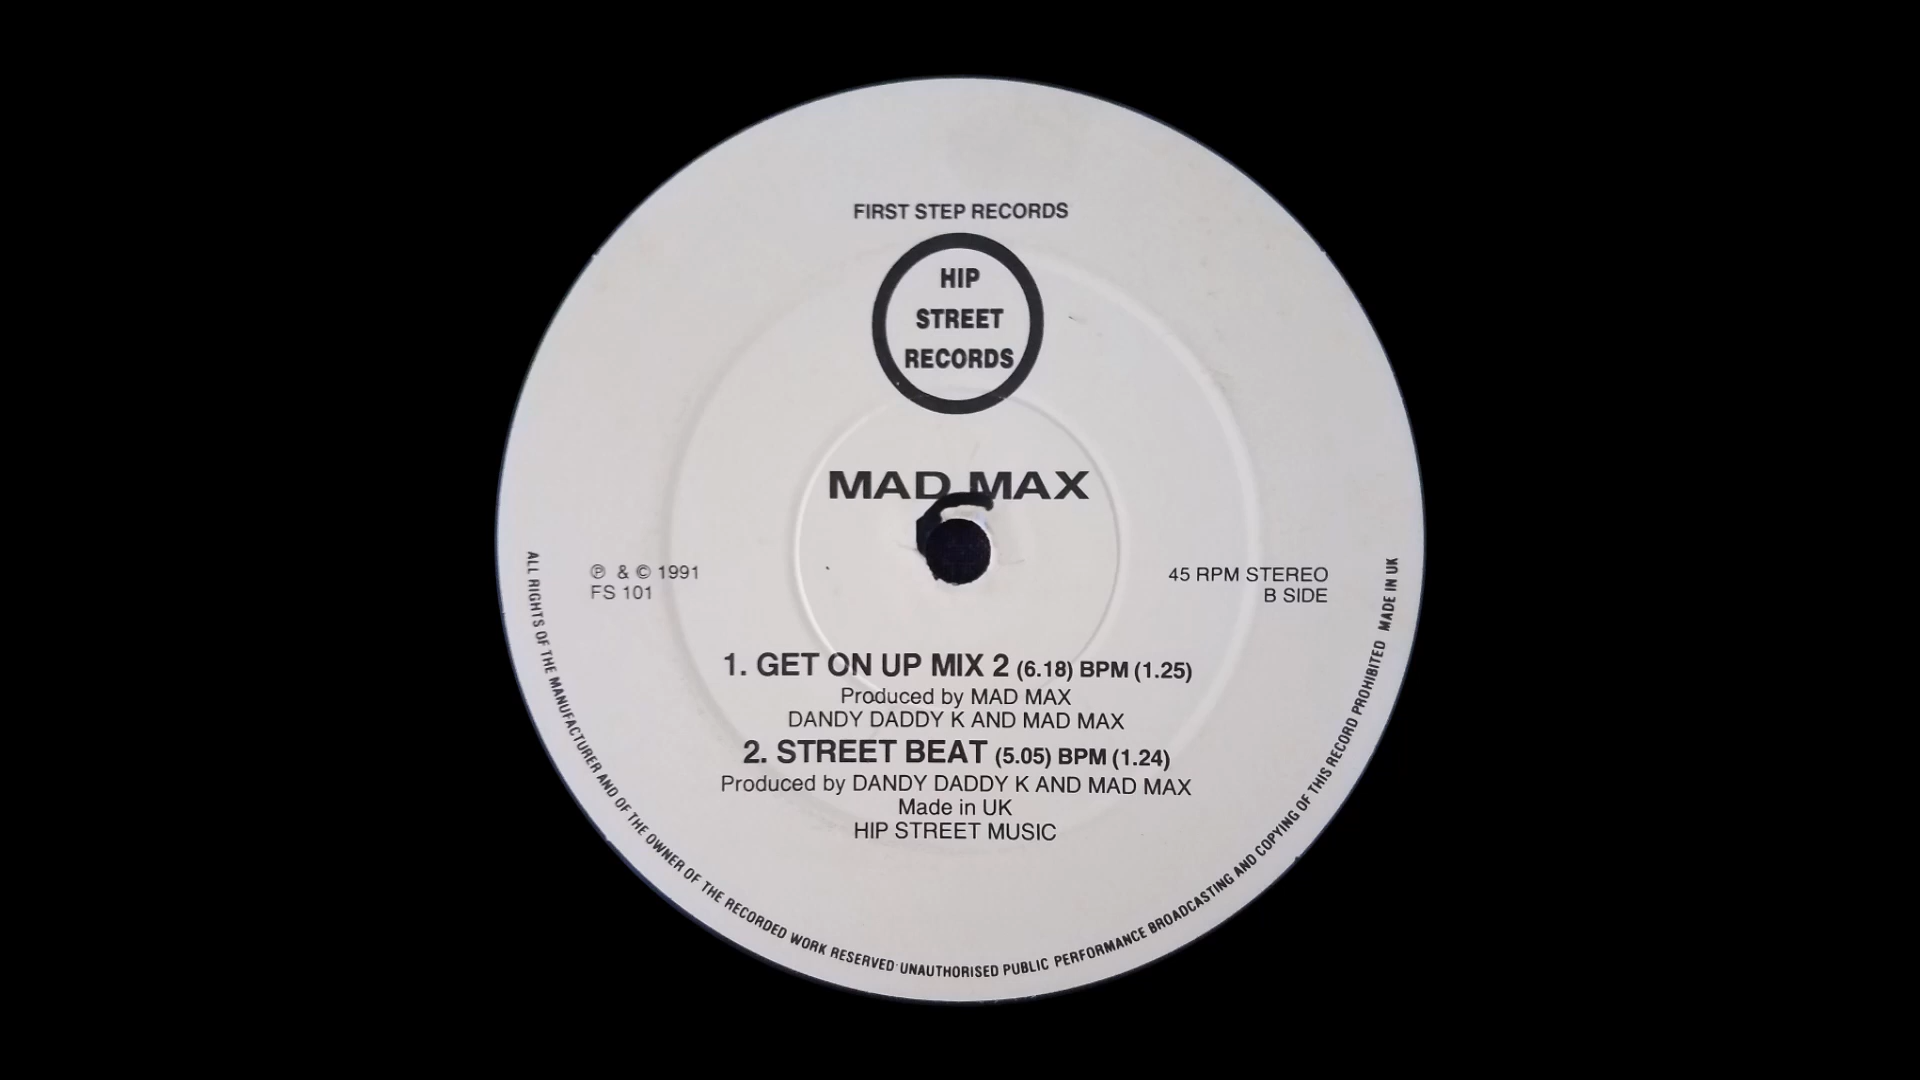 FIRST STEP RECORDS
HIP
STREET
RECORDS
MAD MAX
℗ & © 1991
FS 101
45 RPM STEREO
B SIDE
1. GET ON UP MIX 2 (6.18) BPM (1.25)
Produced by MAD MAX
DANDY DADDY K AND MAD MAX
2. STREET BEAT (5.05) BPM (1.24)
Produced by DANDY DADDY K AND MAD MAX
Made in UK
HIP STREET MUSIC
ALL RIGHTS OF THE MANUFACTURER AND OF THE OWNER OF THE RECORDED WORK RESERVED·UNAUTHORISED PUBLIC PERFORMANCE BROADCASTING AND COPYING OF THIS RECORD PROHIBITED MADE IN UK